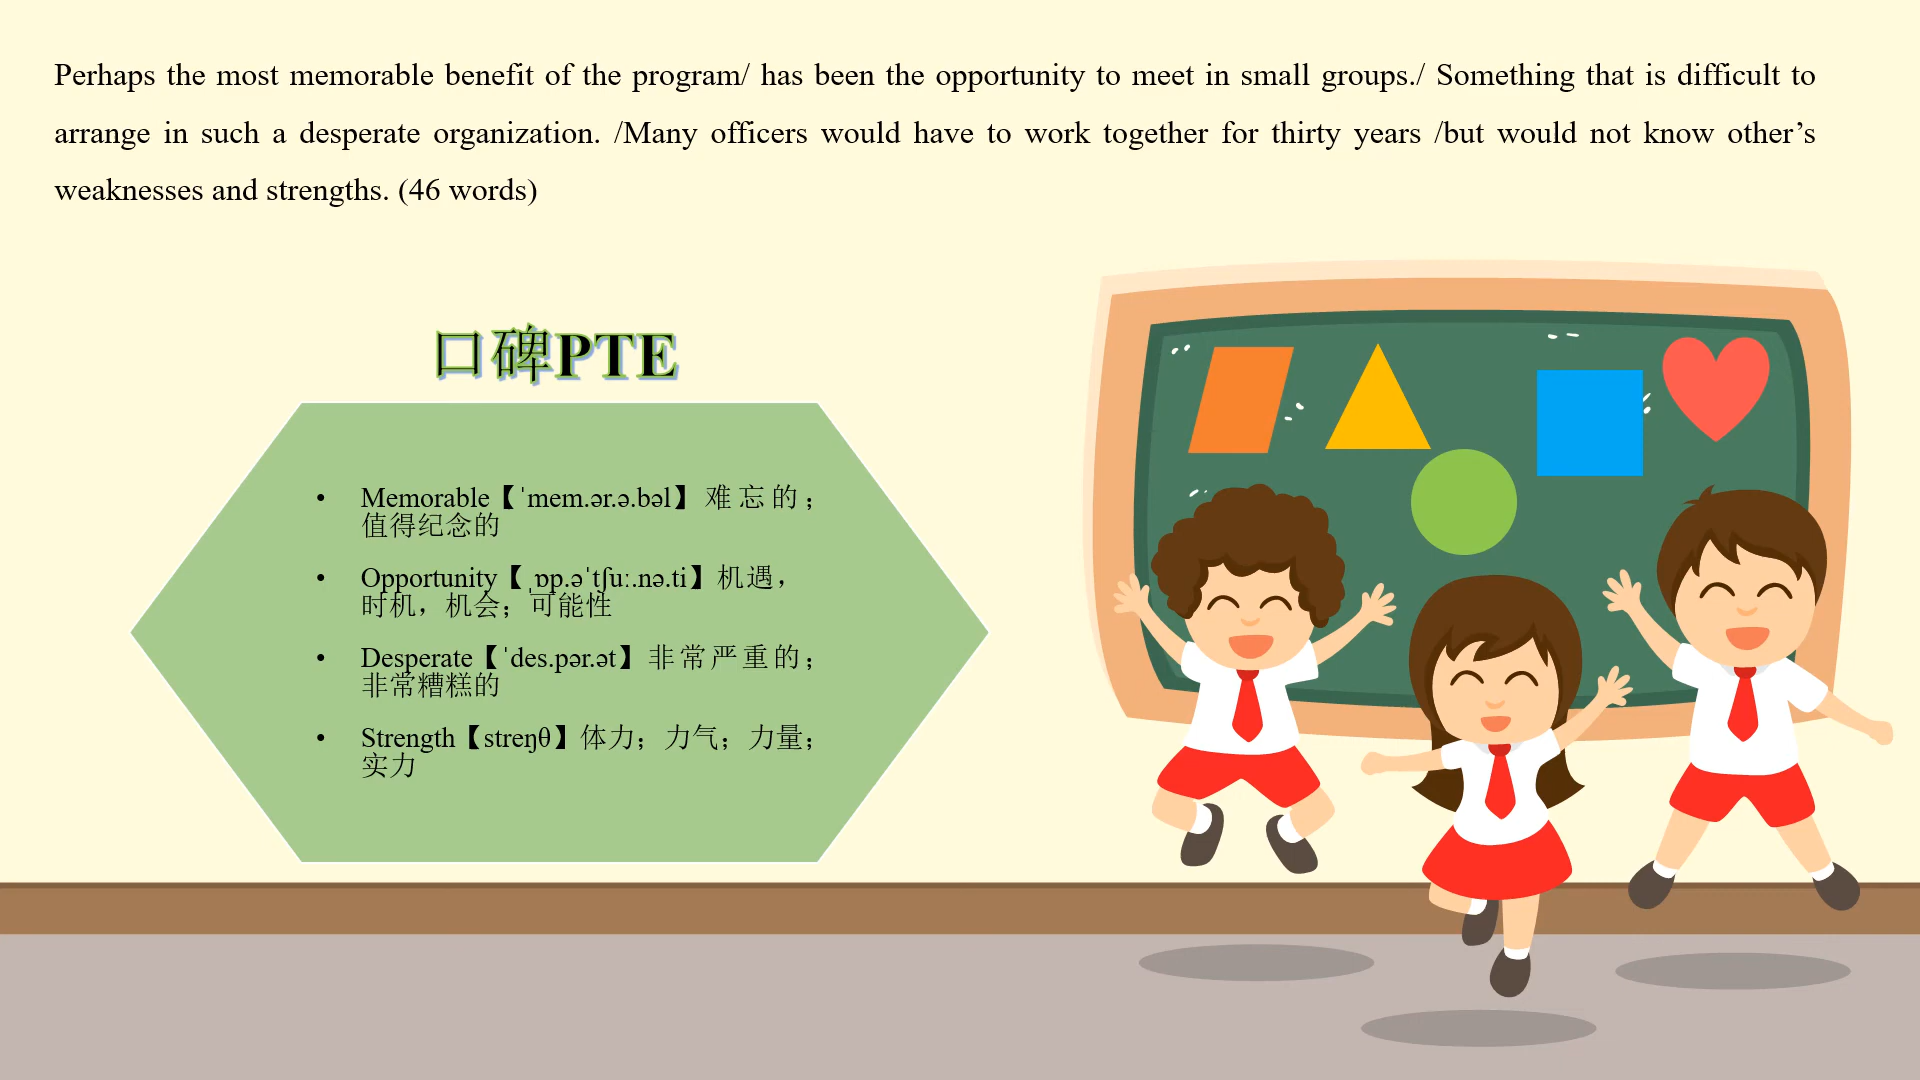 Perhaps the most memorable benefit of the program/ has been the opportunity to meet in small groups./ Something that is difficult to
arrange in such a desperate organization. /Many officers would have to work together for thirty years /but would not know other’s
weaknesses and strengths. (46 words)
口碑PTE
• Memorable【ˈmem.ər.ə.bəl】难忘的；
值得纪念的
• Opportunity【ˌɒp.əˈtʃuː.nə.ti】机遇，
时机，机会；可能性
• Desperate【ˈdes.pər.ət】非常严重的；
非常糟糕的
• Strength【streŋθ】体力；力气；力量；
实力